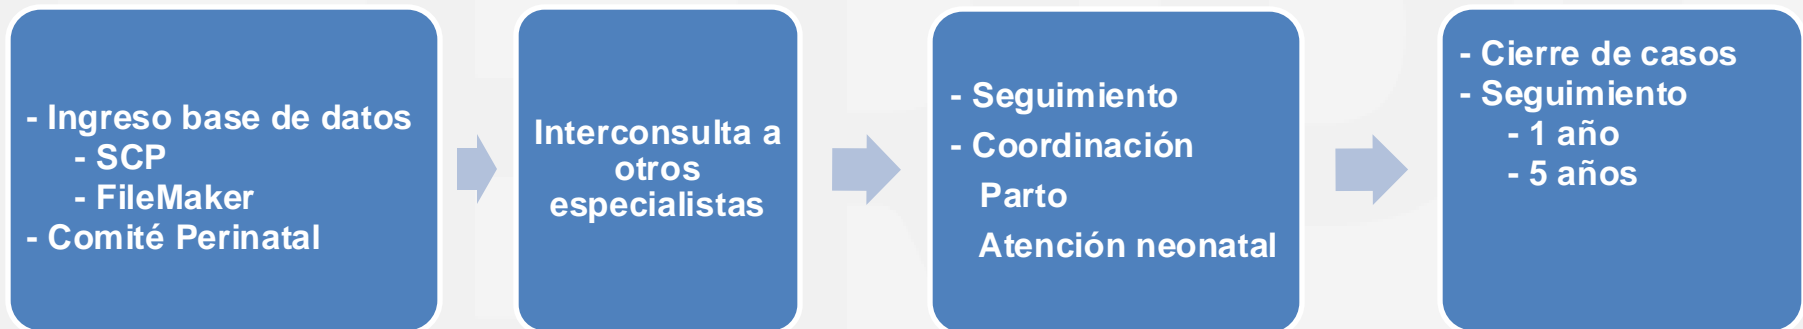 - Ingreso base de datos
- SCP
- FileMaker
- Comité Perinatal
Interconsulta a
otros
especialistas
- Seguimiento
- Coordinación
Parto
Atención neonatal
- Cierre de casos
- Seguimiento
- 1 año
- 5 años